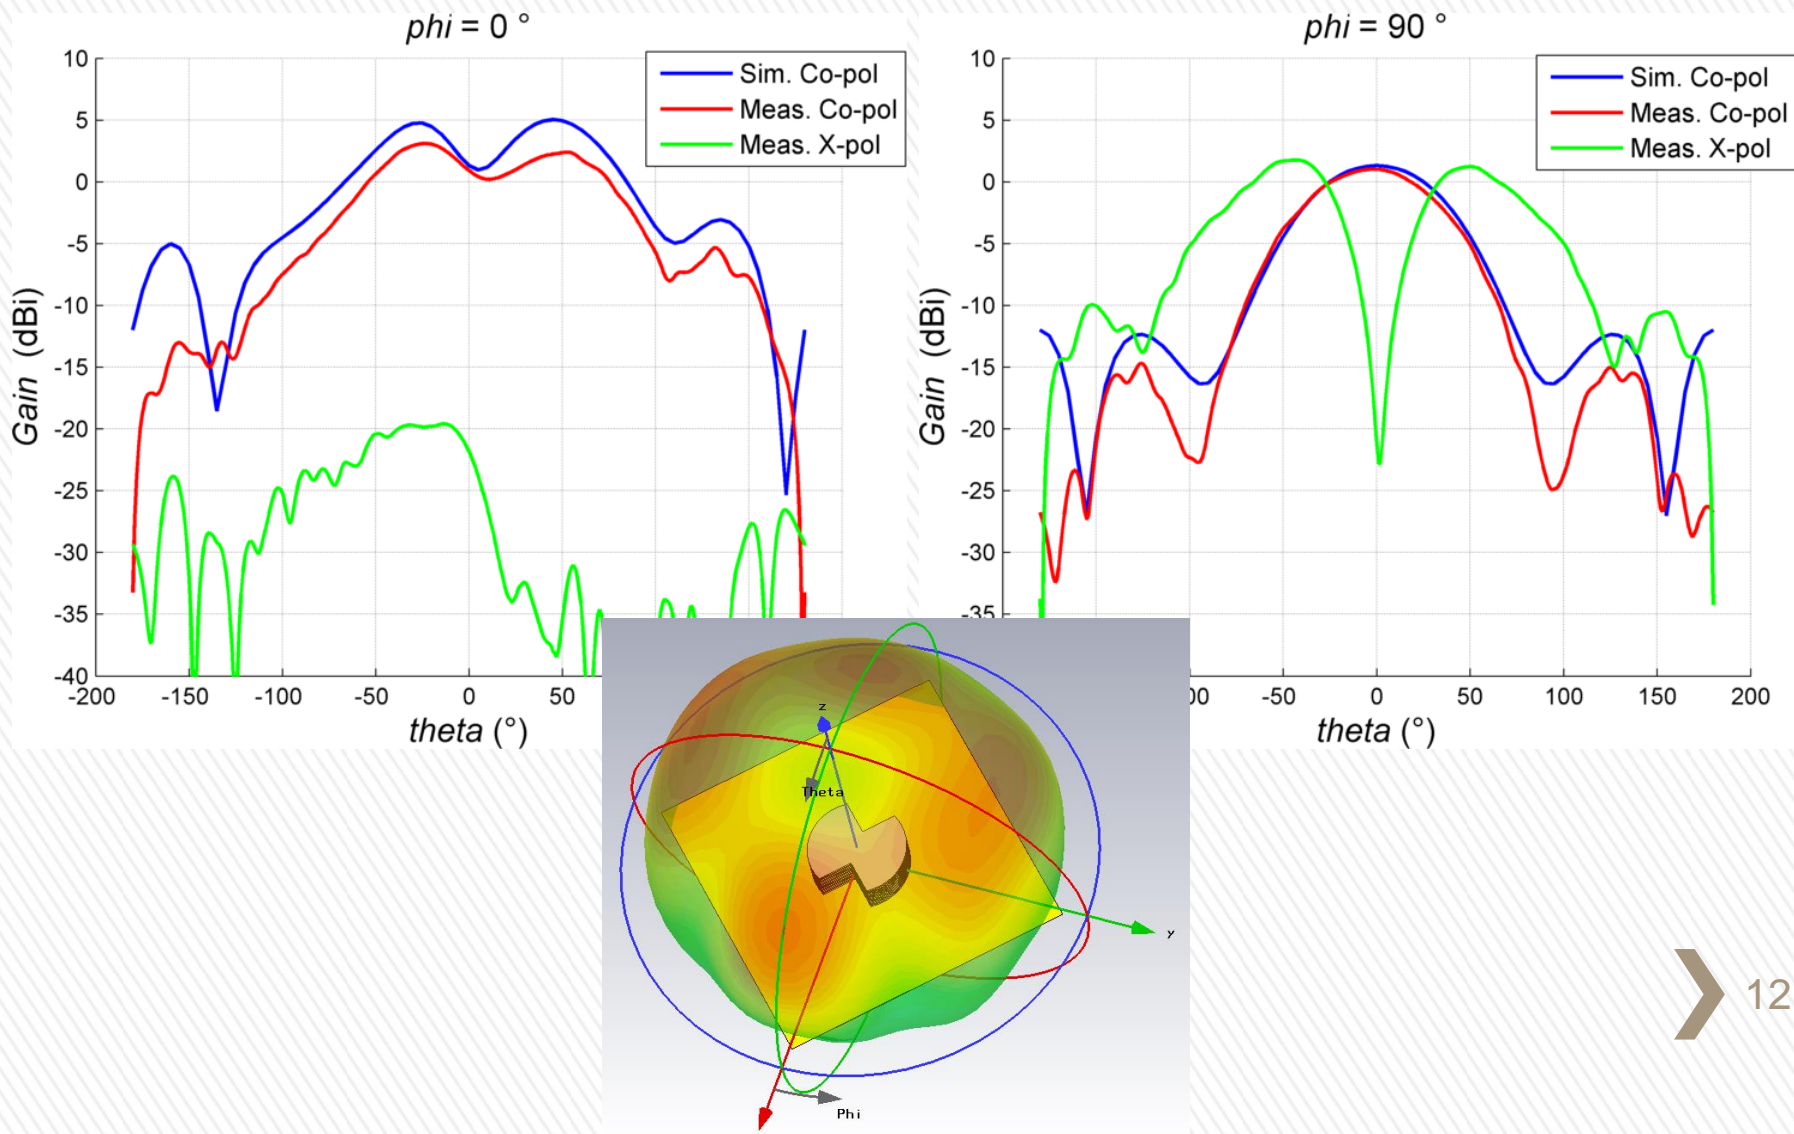 phi = 0 °
10
5
0
-5
-10
-15
-20
-25
-30
-35
-40
Gain (dBi)
-200 -150 -100 -50 0 50
theta (°)
Sim. Co-pol
Meas. Co-pol
Meas. X-pol
phi = 90 °
10
5
0
-5
-10
-15
-20
-25
-30
-35
Gain (dBi)
00 -50 0 50 100 150 200
theta (°)
Sim. Co-pol
Meas. Co-pol
Meas. X-pol
z
Theta
y
Phi
12